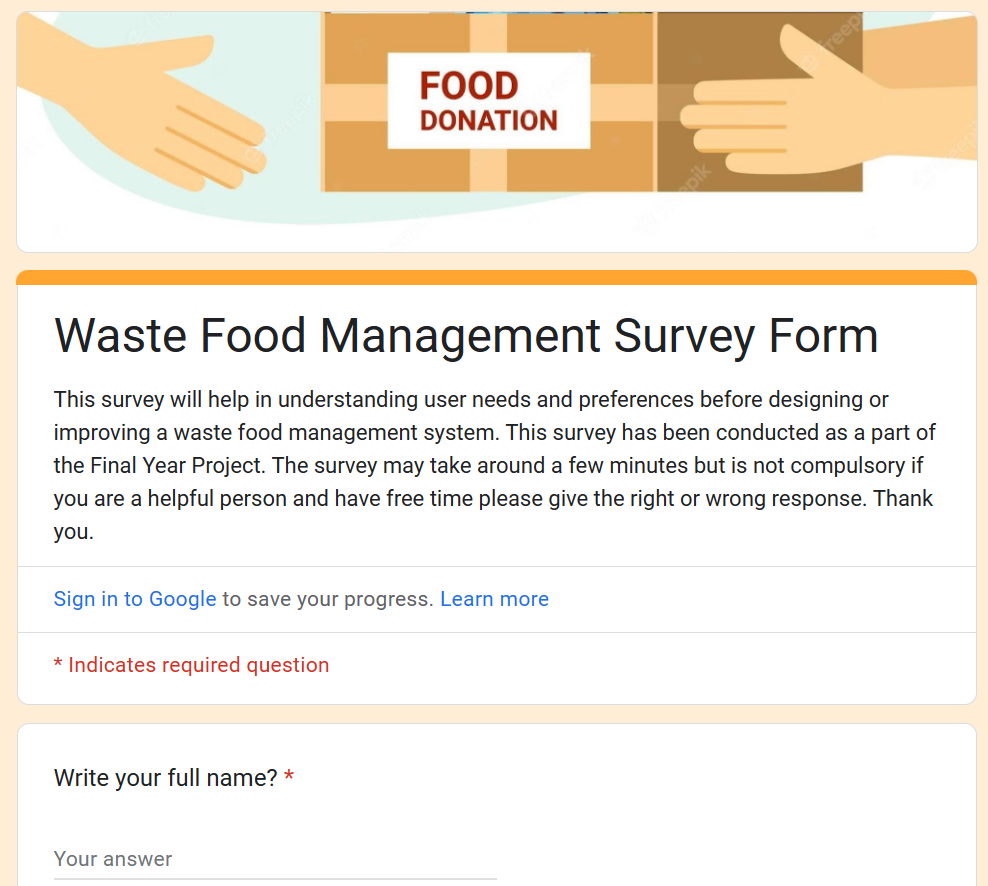 FOOD
DONATION
Waste Food Management Survey Form
This survey will help in understanding user needs and preferences before designing or
improving a waste food management system. This survey has been conducted as a part of
the Final Year Project. The survey may take around a few minutes but is not compulsory if
you are a helpful person and have free time please give the right or wrong response. Thank
you.
Sign in to Google to save your progress. Learn more
* Indicates required question
Write your full name? *
Your answer